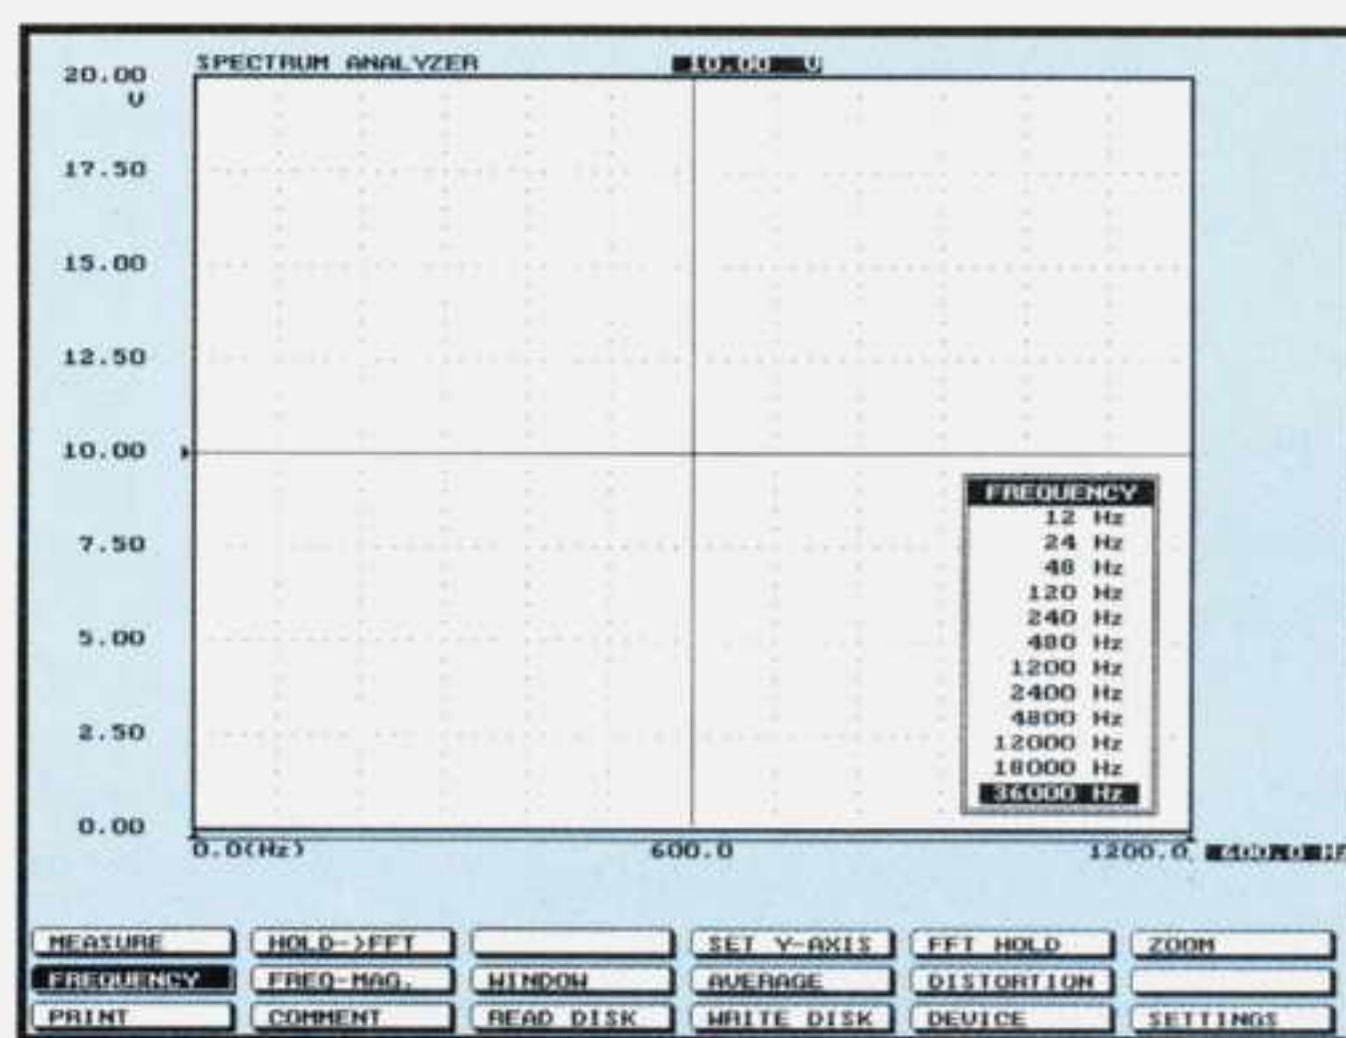 SPECTRUM ANALYZER 10.00 V
20.00
V
17.50
15.00
12.50
10.00
7.50
5.00
2.50
0.00
FREQUENCY
12 Hz
24 Hz
48 Hz
120 Hz
240 Hz
480 Hz
1200 Hz
2400 Hz
4800 Hz
12000 Hz
18000 Hz
36000 Hz
0.0(Hz) 600.0 1200.0
MEASURE HOLD->FFT SET Y-AXIS FFT HOLD ZOOM
FREQUENCY FREQ-MAG. WINDOW AVERAGE DISTORTION
PRINT COMMENT READ DISK WRITE DISK DEVICE SETTINGS